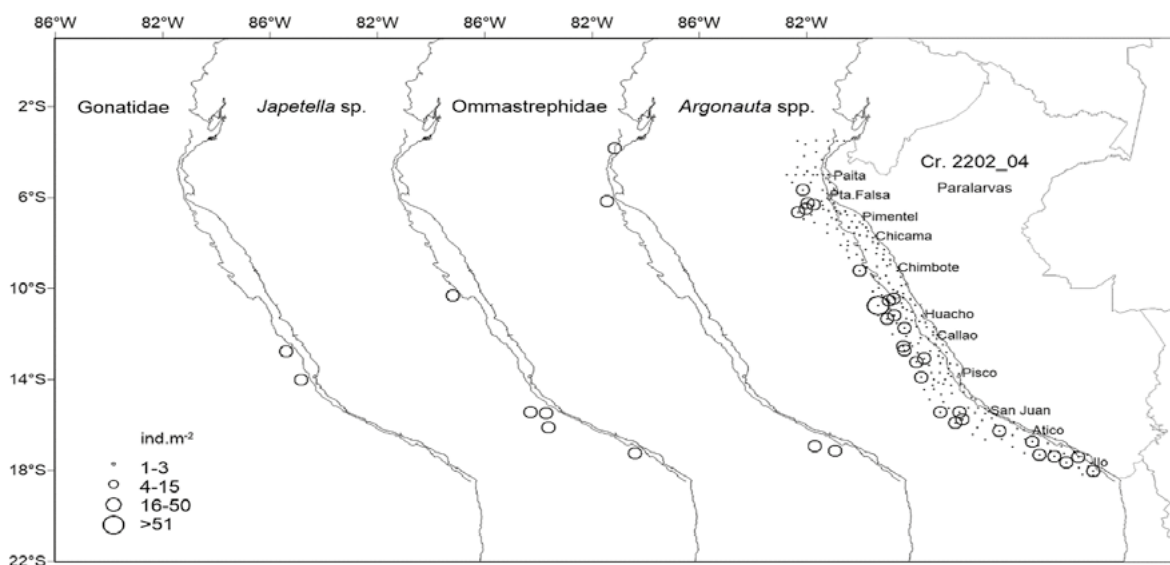 86°W 82°W 86°W 82°W 86°W 82°W 86°W 82°W
2°S
6°S
10°S
14°S
18°S
22°S
Gonatidae Japetella sp. Ommastrephidae Argonauta spp.
Cr. 2202_04
Paralarvas
Paita
Pta.Falsa
Pimentel
Chicama
Chimbote
Huacho
Callao
Pisco
San Juan
Atico
Ilo
ind.m-2
1-3
4-15
16-50
>51